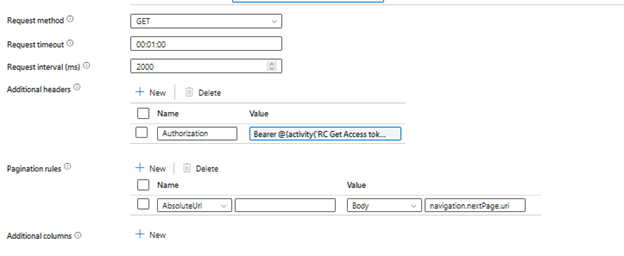 Request method
GET
Request timeout
00:01:00
Request interval (ms)
2000
Additional headers
New
Delete
Name Value
Authorization Bearer @{activity('RC Get Access tok...
Pagination rules
New
Delete
Name Value
AbsoluteUrl Body navigation.nextPage.uri
Additional columns
New